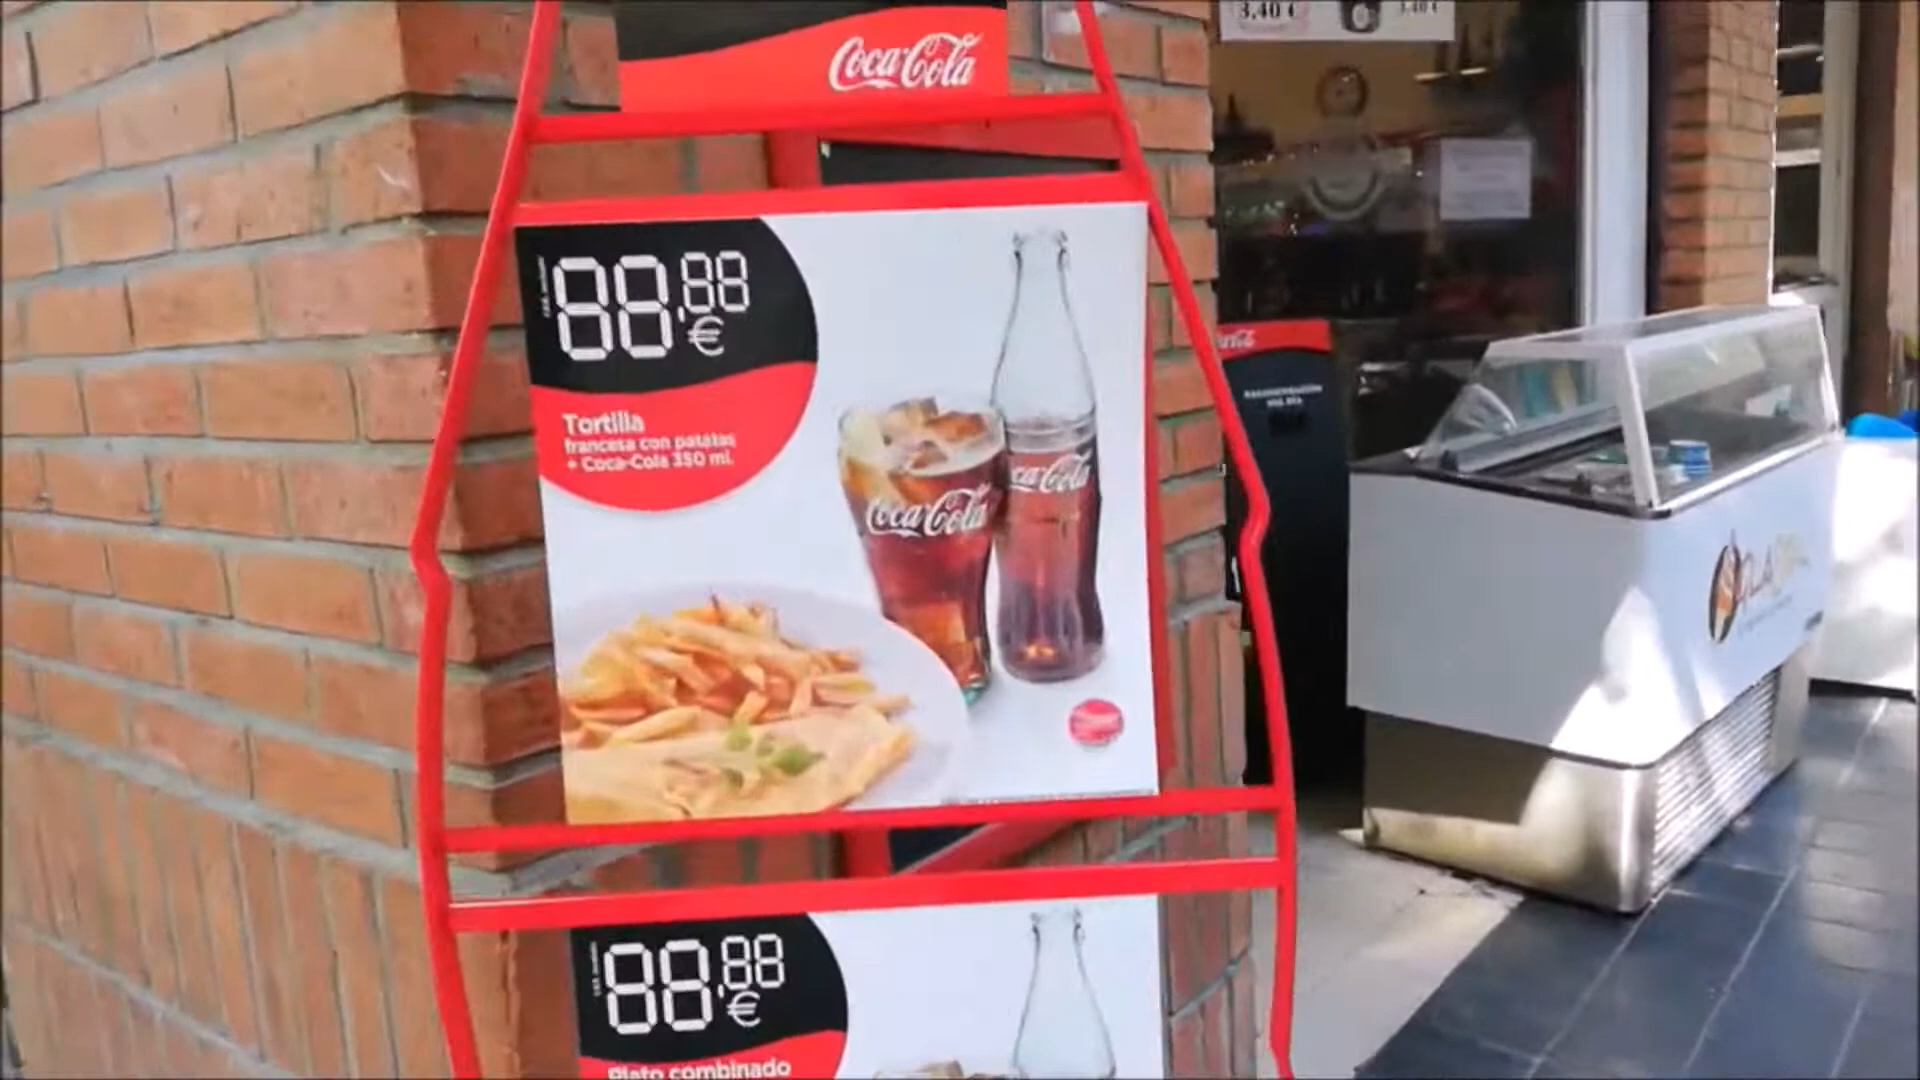 3,40 €
3,40 €
Coca-Cola
88,88
€
Tortilla
francesa con patatas
+ Coca-Cola 350 ml.
Coca-Cola
Coca-Cola
88,88
€
Plato combinado